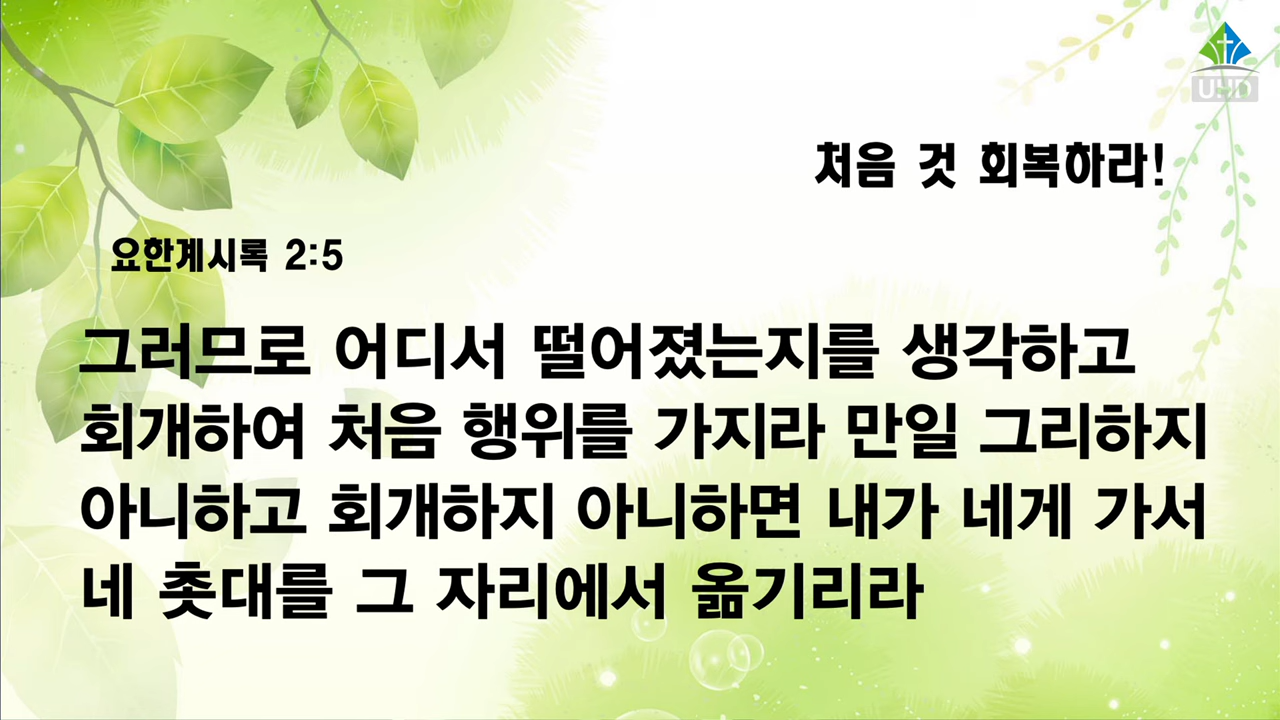 UHD
처음 것 회복하라!
요한계시록 2:5
그러므로 어디서 떨어졌는지를 생각하고
회개하여 처음 행위를 가지라 만일 그리하지
아니하고 회개하지 아니하면 내가 네게 가서
네 촛대를 그 자리에서 옮기리라